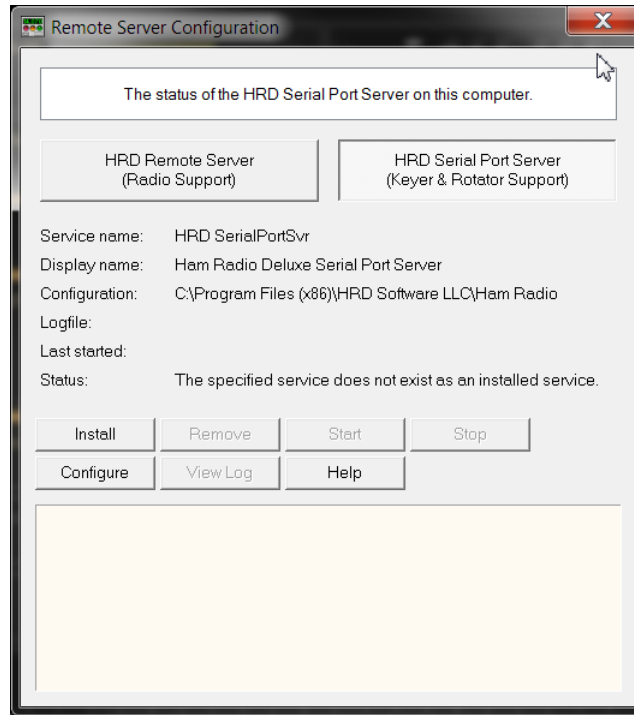 Remote Server Configuration
The status of the HRD Serial Port Server on this computer.
HRD Remote Server
(Radio Support)
HRD Serial Port Server
(Keyer & Rotator Support)
Service name: HRD SerialPortSvr
Display name: Ham Radio Deluxe Serial Port Server
Configuration: C:\Program Files (x86)\HRD Software LLC\Ham Radio
Logfile:
Last started:
Status: The specified service does not exist as an installed service.
Install Remove Start Stop
Configure View Log Help